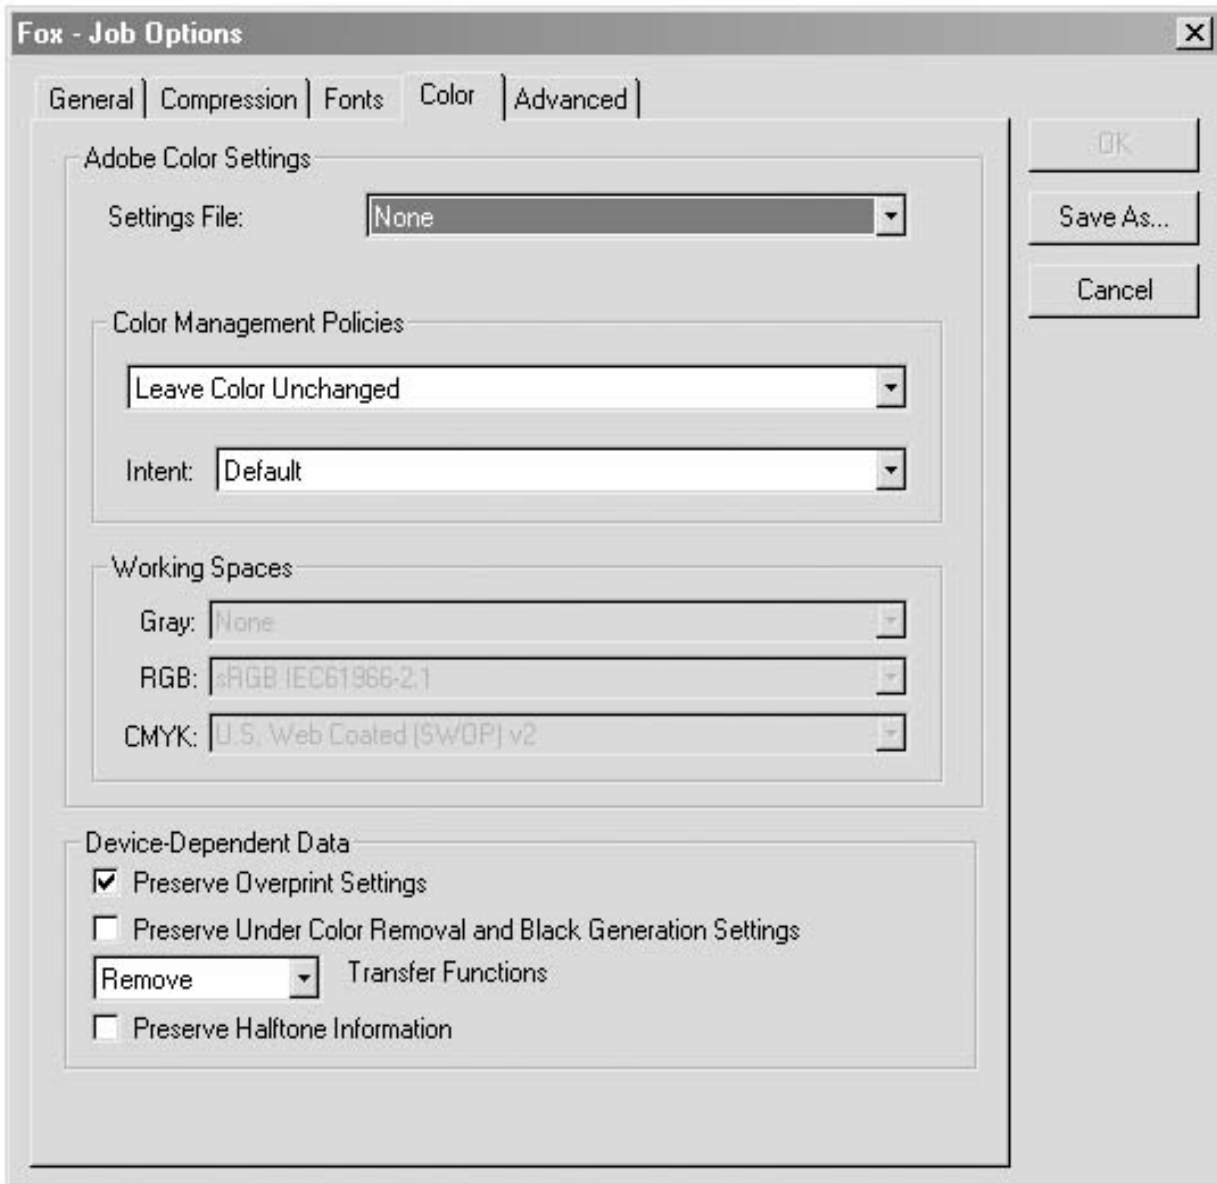 Fox - Job Options
General Compression Fonts Color Advanced
OK
Save As...
Cancel
Adobe Color Settings
Settings File: None
Color Management Policies
Leave Color Unchanged
Intent: Default
Working Spaces
Gray: None
RGB: sRGB IEC61966-2.1
CMYK: U.S. Web Coated (SWOP) v2
Device-Dependent Data
Preserve Overprint Settings
Preserve Under Color Removal and Black Generation Settings
Remove Transfer Functions
Preserve Halftone Information